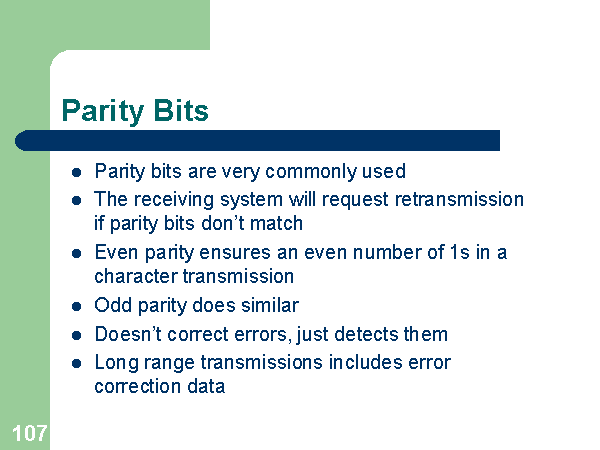 Parity Bits
Parity bits are very commonly used
The receiving system will request retransmission
if parity bits don’t match
Even parity ensures an even number of 1s in a
character transmission
Odd parity does similar
Doesn’t correct errors, just detects them
Long range transmissions includes error
correction data
107